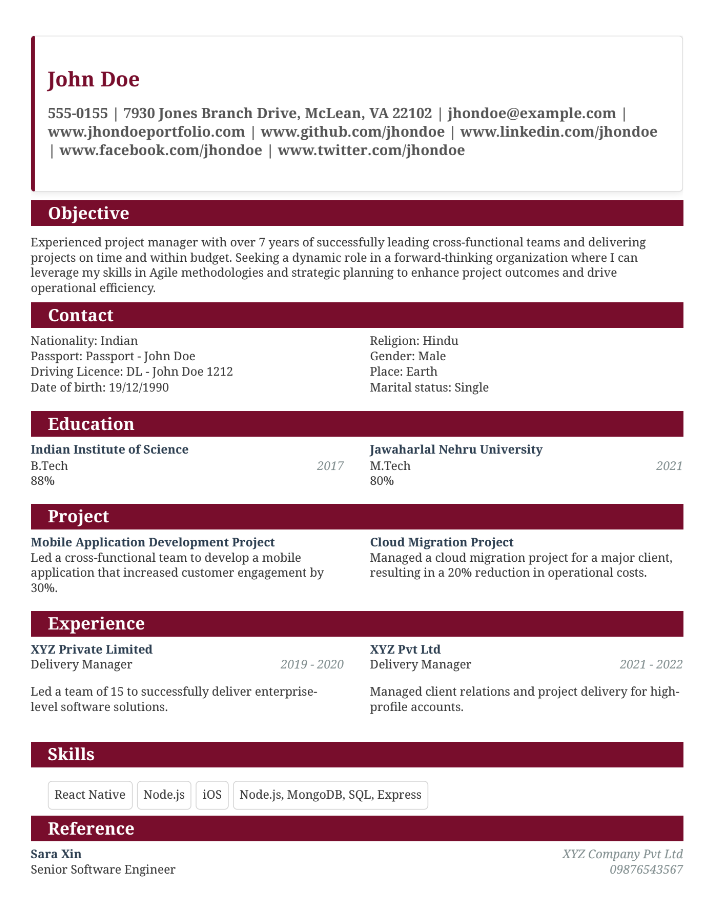 John Doe
555-0155 | 7930 Jones Branch Drive, McLean, VA 22102 | jhondoe@example.com |
www.jhondoeportfolio.com | www.github.com/jhondoe | www.linkedin.com/jhondoe
| www.facebook.com/jhondoe | www.twitter.com/jhondoe
Objective
Experienced project manager with over 7 years of successfully leading cross-functional teams and delivering
projects on time and within budget. Seeking a dynamic role in a forward-thinking organization where I can
leverage my skills in Agile methodologies and strategic planning to enhance project outcomes and drive
operational efficiency.
Contact
Nationality: Indian
Passport: Passport - John Doe
Driving Licence: DL - John Doe 1212
Date of birth: 19/12/1990
Religion: Hindu
Gender: Male
Place: Earth
Marital status: Single
Education
Indian Institute of Science
B.Tech 2017
88%
Jawaharlal Nehru University
M.Tech 2021
80%
Project
Mobile Application Development Project
Led a cross-functional team to develop a mobile
application that increased customer engagement by
30%.
Cloud Migration Project
Managed a cloud migration project for a major client,
resulting in a 20% reduction in operational costs.
Experience
XYZ Private Limited
Delivery Manager 2019 - 2020
Led a team of 15 to successfully deliver enterprise-
level software solutions.
XYZ Pvt Ltd
Delivery Manager 2021 - 2022
Managed client relations and project delivery for high-
profile accounts.
Skills
React Native Node.js iOS Node.js, MongoDB, SQL, Express
Reference
Sara Xin XYZ Company Pvt Ltd
Senior Software Engineer 09876543567